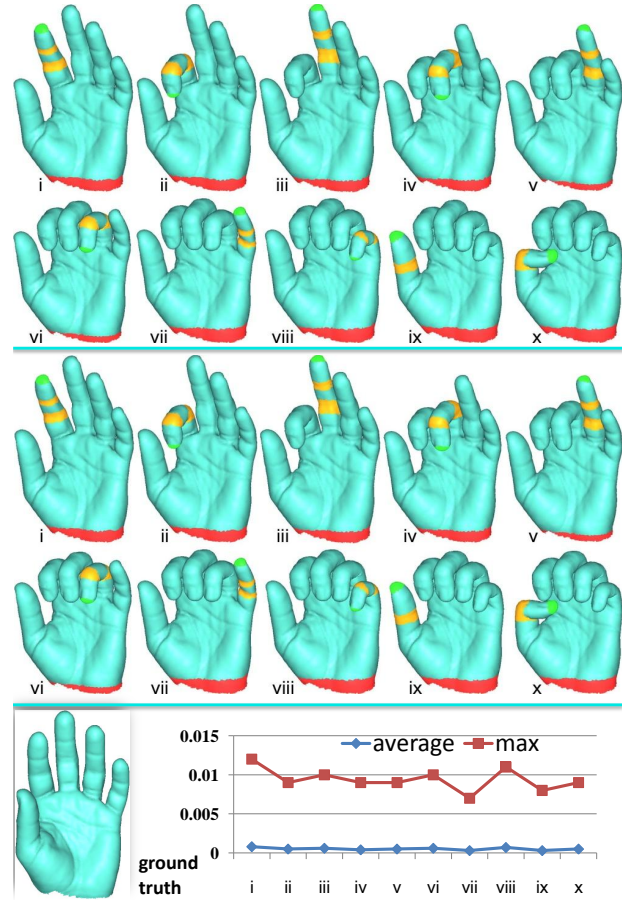 i ii iii iv v
vi vii viii ix x
i ii iii iv v
vi vii viii ix x
0.015
average max
0.01
0.005
0
ground
truth
i ii iii iv v vi vii viii ix x